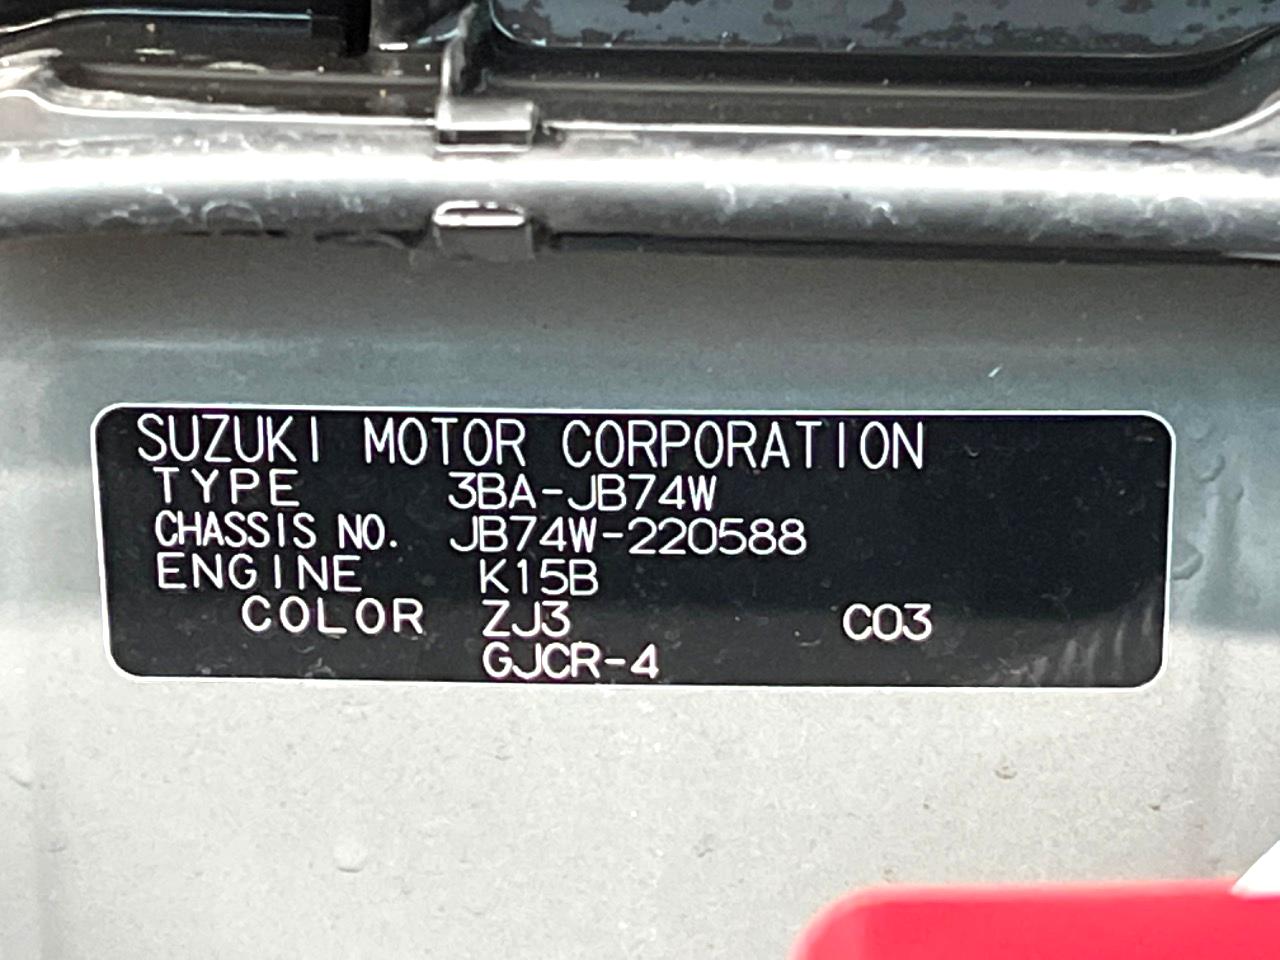 SUZUKI MOTOR CORPORATION
TYPE 3BA-JB74W
CHASSIS NO. JB74W-220588
ENGINE K15B
COLOR ZJ3 C03
GJCR-4